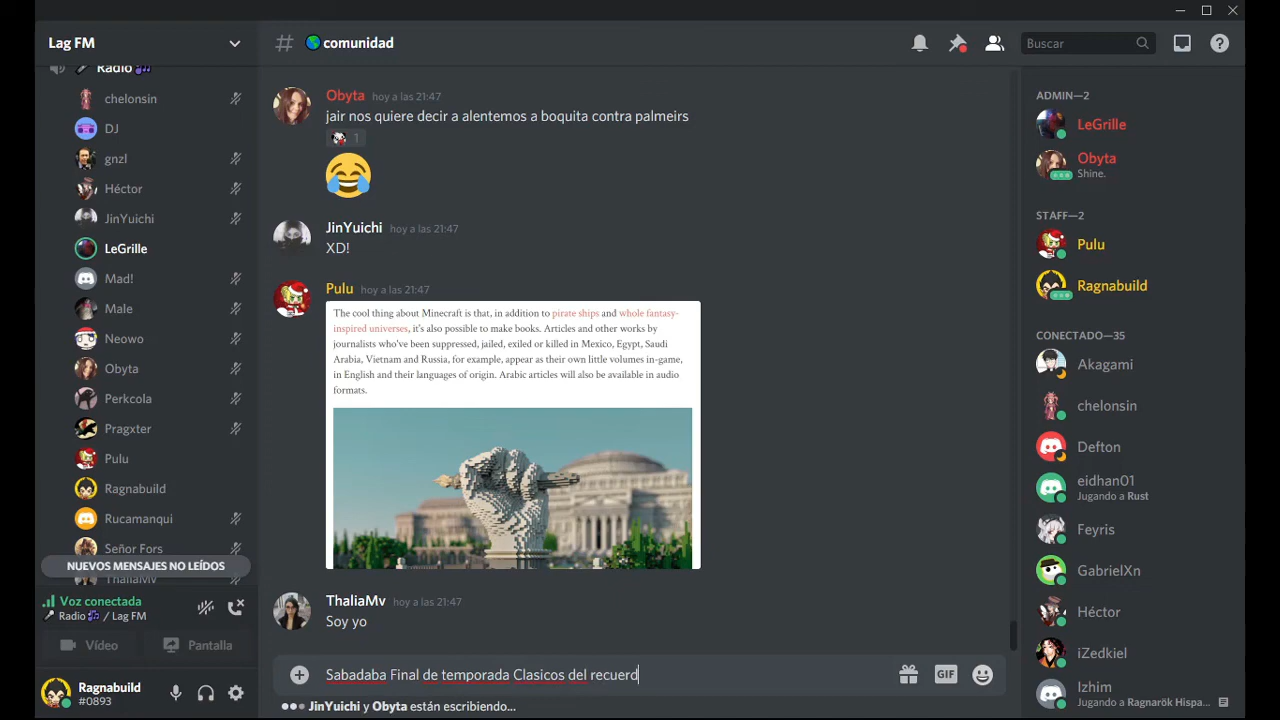 Lag FM
Radio
chelonsin
DJ
gnzl
Héctor
JinYuichi
LeGrille
Mad!
Male
Neowo
Obyta
Perkcola
Pragxter
Pulu
Ragnabuild
Rucamanqui
Señor Fors
NUEVOS MENSAJES NO LEÍDOS
ThaliaMv
Voz conectada
Radio / Lag FM
Vídeo
Pantalla
Ragnabuild
#0893
# comunidad
Buscar
Obyta hoy a las 21:47
jair nos quiere decir a alentemos a boquita contra palmeirs
1
JinYuichi hoy a las 21:47
XD!
Pulu hoy a las 21:47
The cool thing about Minecraft is that, in addition to pirate ships and whole fantasy-
inspired universes, it's also possible to make books. Articles and other works by
journalists who've been suppressed, jailed, exiled or killed in Mexico, Egypt, Saudi
Arabia, Vietnam and Russia, for example, appear as their own little volumes in-game,
in English and their languages of origin. Arabic articles will also be available in audio
formats.
ThaliaMv hoy a las 21:47
Soy yo
Sabadaba Final de temporada Clasicos del recuerd
GIF
JinYuichi y Obyta están escribiendo...
ADMIN—2
LeGrille
Obyta
Shine.
STAFF—2
Pulu
Ragnabuild
CONECTADO—35
Akagami
chelonsin
Defton
eidhan01
Jugando a Rust
Feyris
GabrielXn
Héctor
iZedkiel
Izhim
Jugando a Ragnarök Hispa...